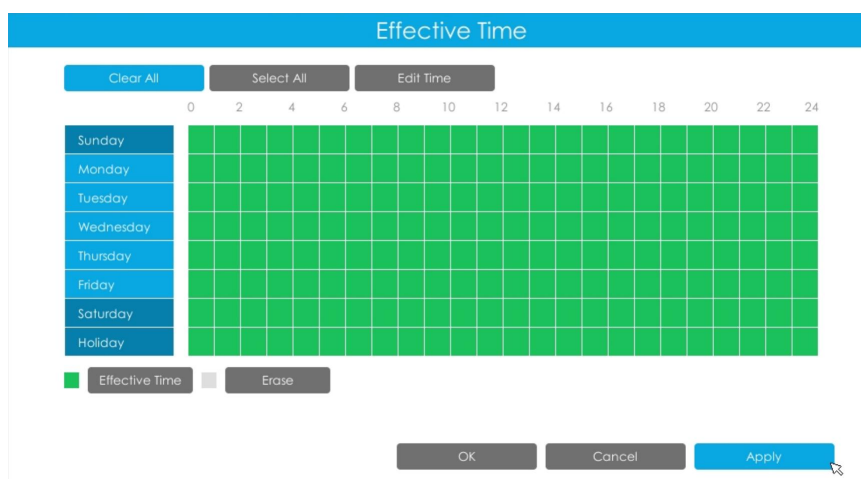 Effective Time
Clear All Select All Edit Time
0 2 4 6 8 10 12 14 16 18 20 22 24
Sunday
Monday
Tuesday
Wednesday
Thursday
Friday
Saturday
Holiday
Effective Time Erase
OK Cancel Apply